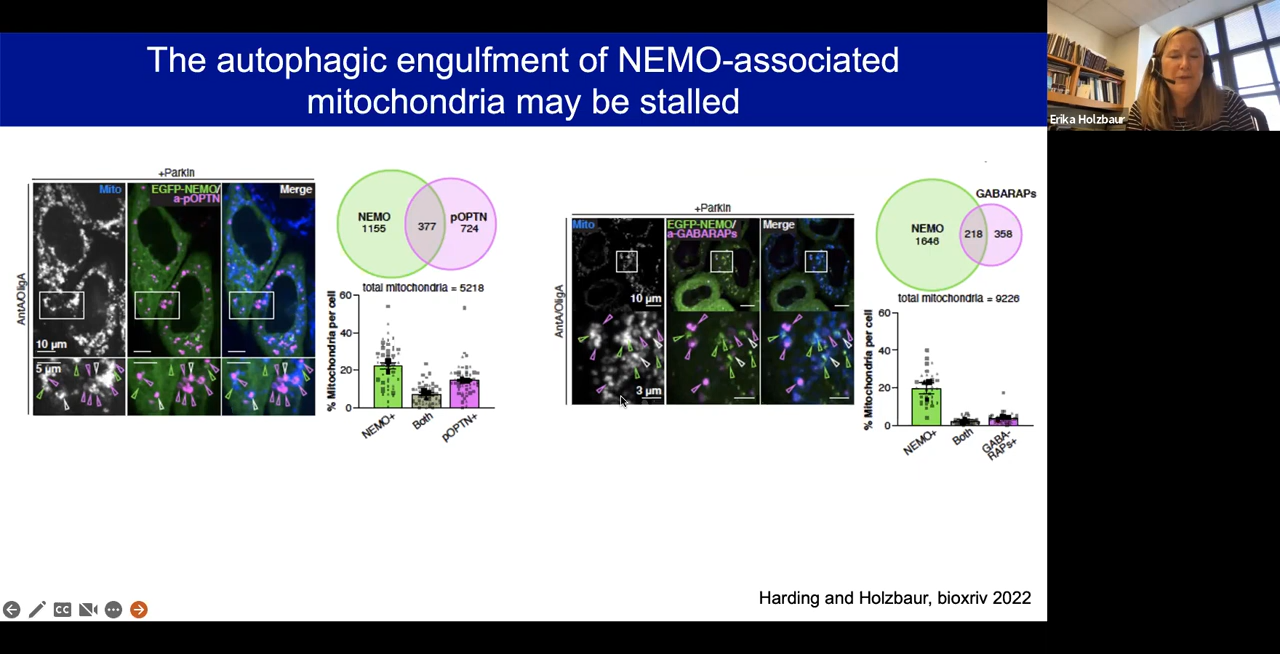 The autophagic engulfment of NEMO-associated
mitochondria may be stalled
Erika Holzbaur
+Parkin
Mito
EGFP-NEMO/
a-pOPTN
Merge
AntA/OligA
10 µm
5 µm
NEMO
1155
377
pOPTN
724
total mitochondria = 5218
% Mitochondria per cell
60
40
20
0
NEMO+
Both
pOPTN+
+Parkin
Mito
EGFP-NEMO/
a-GABARAPs
Merge
AntA/OligA
10 µm
3 µm
GABARAPs
NEMO
1646
218
358
total mitochondria = 9226
% Mitochondria per cell
60
40
20
0
NEMO+
Both
GABA-
RAPs+
Harding and Holzbaur, bioxriv 2022
CC